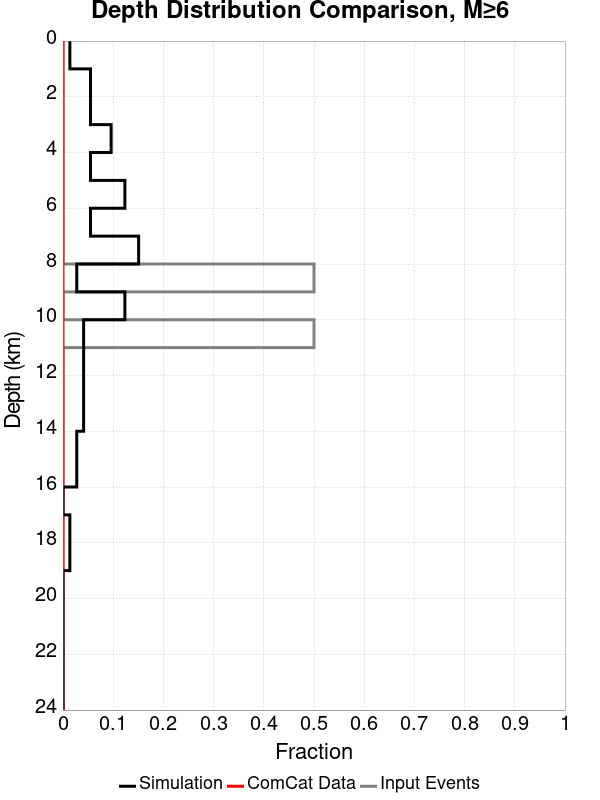 Depth Distribution Comparison, M≥6
0
2
4
6
8
10
12
14
16
18
20
22
24
Depth (km)
0 0.1 0.2 0.3 0.4 0.5 0.6 0.7 0.8 0.9 1
Fraction
Simulation ComCat Data Input Events